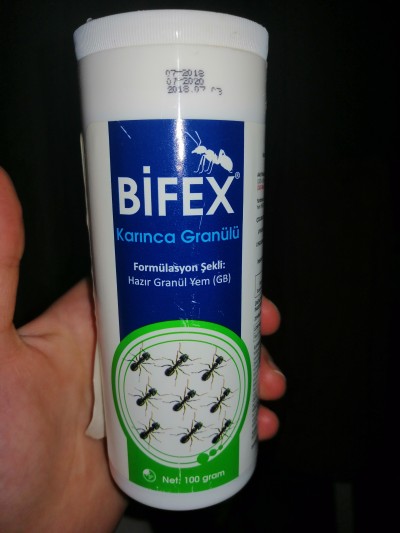 07-2018
07-2020
2018.07 03
BİFEX®
Karınca Granülü
Formülasyon Şekli:
Hazır Granül Yem (GB)
Net: 100 gram